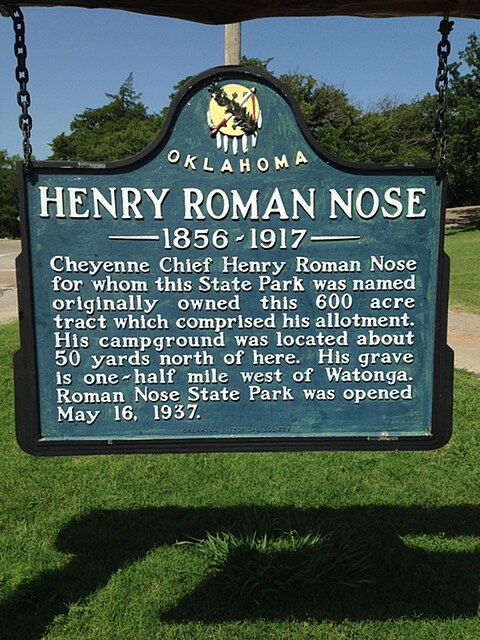 OKLAHOMA
HENRY ROMAN NOSE
1856-1917
Cheyenne Chief Henry Roman Nose
for whom this State Park was named
originally owned this 600 acre
tract which comprised his allotment.
His campground was located about
50 yards north of here. His grave
is one-half mile west of Watonga.
Roman Nose State Park was opened
May 16, 1937.
OKLAHOMA HISTORICAL SOCIETY